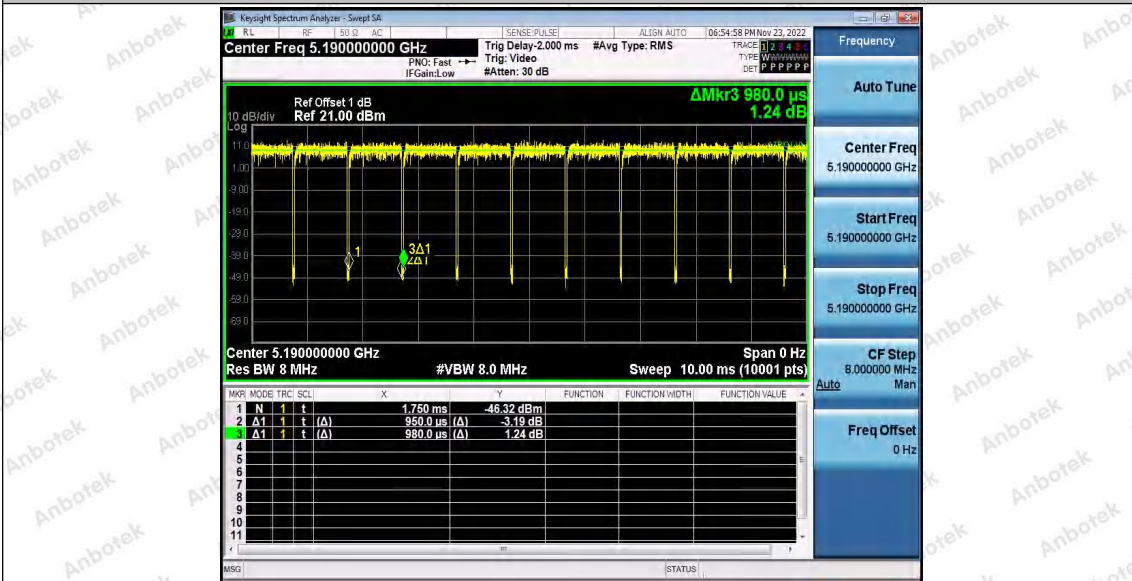 Keysight Spectrum Analyzer - Swept SA
RL RF 50 Ω AC SENSE:PULSE ALIGN AUTO 06:54:58 PM Nov 23, 2022
Center Freq 5.190000000 GHz
PNO: Fast
IFGain:Low
Trig Delay-2.000 ms
Trig: Video
#Atten: 30 dB
#Avg Type: RMS
TRACE 1 2 3 4 5 6
TYPE WWWWWW
DET P P P P P P
Ref Offset 1 dB
10 dB/div Ref 21.00 dBm
Log
ΔMkr3 980.0 µs
1.24 dB
11.0
1.00
-9.00
-19.0
-29.0
-39.0
-49.0
-59.0
-69.0
1
3Δ1
2Δ1
Center 5.190000000 GHz Span 0 Hz
Res BW 8 MHz #VBW 8.0 MHz Sweep 10.00 ms (10001 pts)
MKR MODE TRC SCL X Y FUNCTION FUNCTION WIDTH FUNCTION VALUE
1 N 1 t 1.750 ms -46.32 dBm
2 Δ1 1 t (Δ) 950.0 µs (Δ) -3.19 dB
3 Δ1 1 t (Δ) 980.0 µs (Δ) 1.24 dB
4
5
6
7
8
9
10
11
MSG STATUS
Frequency
Auto Tune
Center Freq
5.190000000 GHz
Start Freq
5.190000000 GHz
Stop Freq
5.190000000 GHz
CF Step
8.000000 MHz
Auto Man
Freq Offset
0 Hz
Anbotek